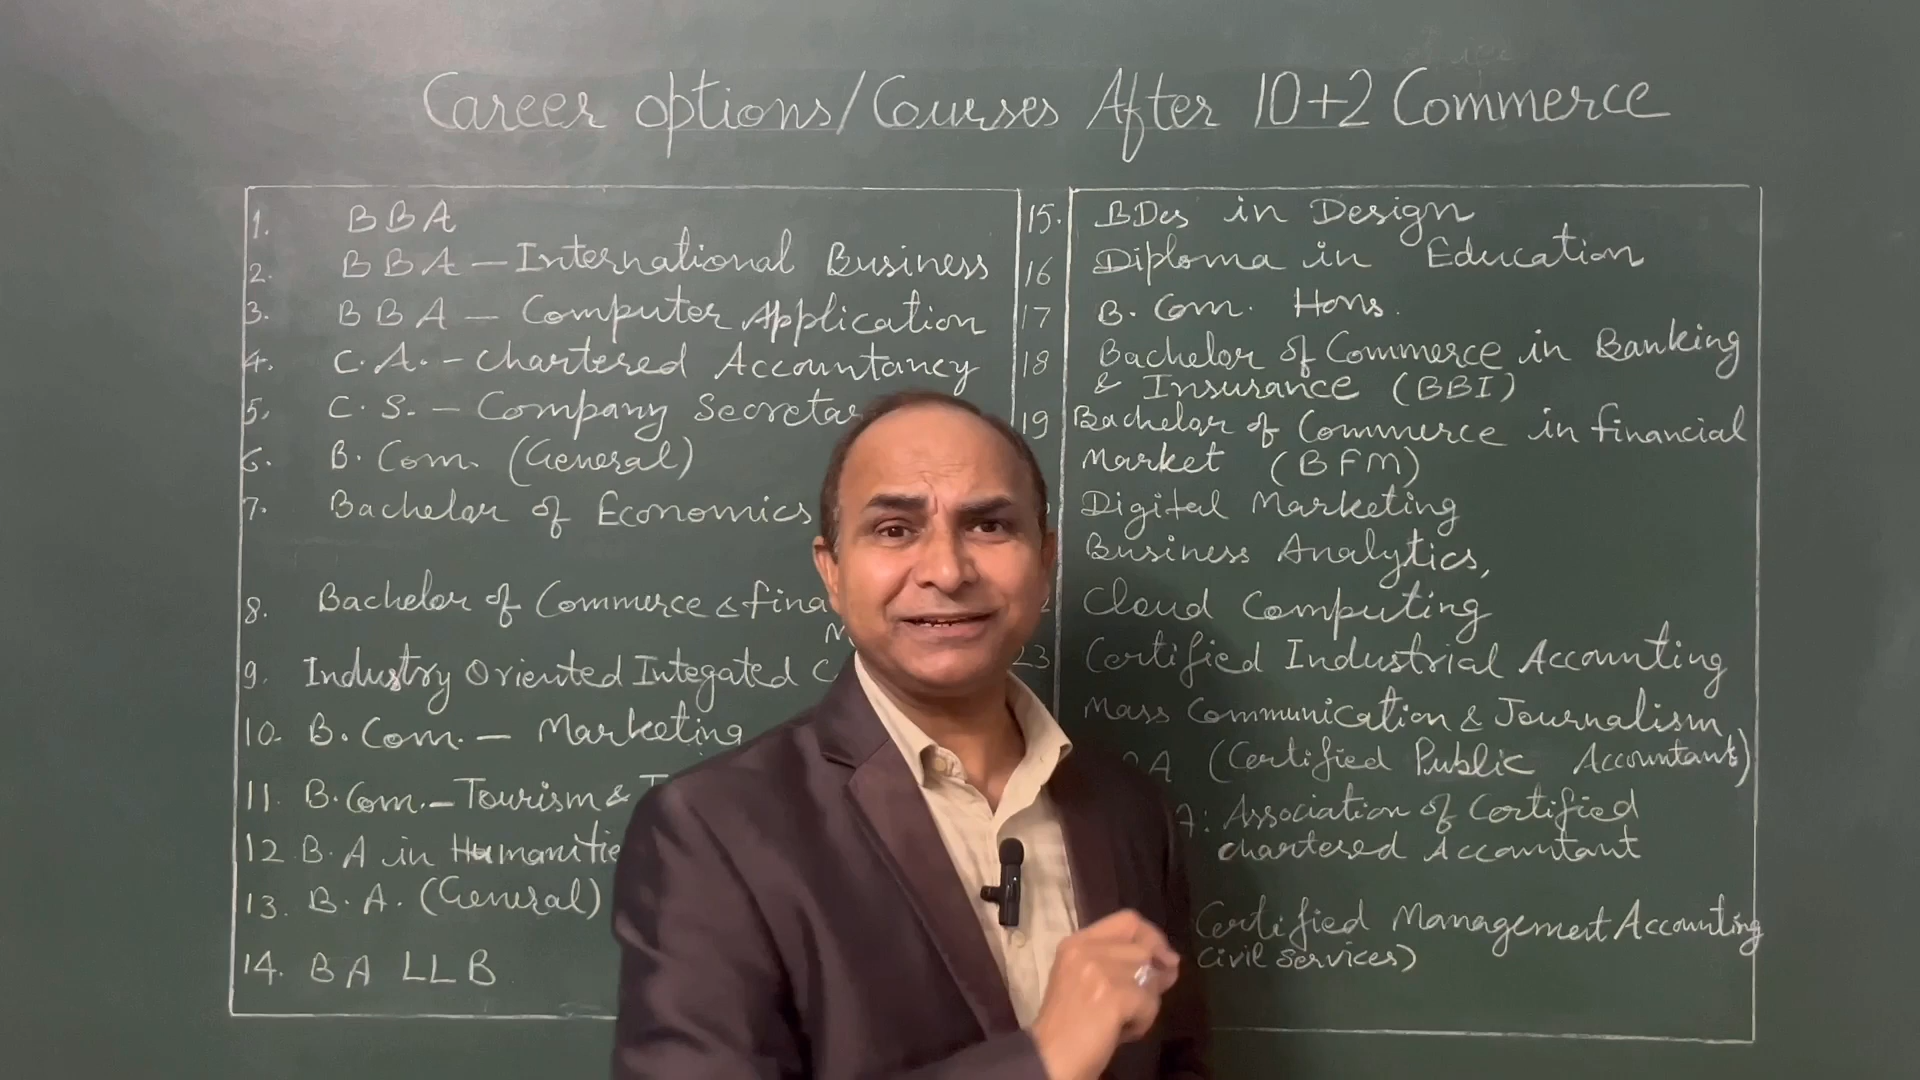 Career options/Courses After 10+2 Commerce
1. BBA
2. BBA – International Business
3. BBA – Computer Application
4. C.A. – Chartered Accountancy
5. C.S. – Company
6. B. Com. (General)
7. Bachelor of Economics
8. Bachelor of Commerce &
9. Industry Oriented Integated
10. B. Com. – Marketing
11. B. Com. – Tourism &
12. B. A in
13. B. A. (General)
14. BA LLB
15. BDes in Design
16 Diploma in Education
17 B. Com. Hons.
18 Bachelor of Commerce in Banking
& Insurance (BBI)
19 Bachelor of Commerce in financial
Market (BFM)
Digital Marketing
Business Analytics,
Cloud Computing
23 Certified Industrial Accounting
Mass Communication & Journalism
(Certified Public Accountant)
Association of Certified
chartered Accountant
Certified Management Accounting
Civil Services)